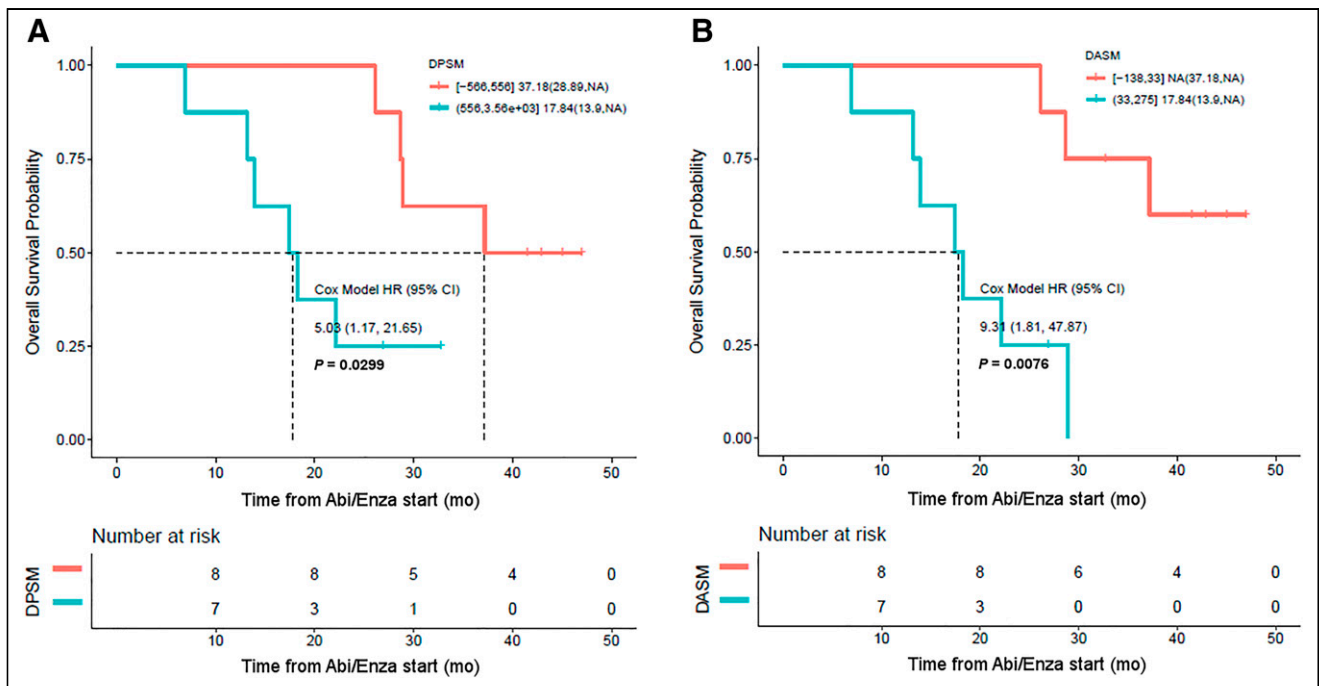 A
DPSM
[-566,556] 37.18(28.89,NA)
(556,3.56e+03] 17.84(13.9,NA)
1.00
0.75
0.50
0.25
0.00
Overall Survival Probability
Cox Model HR (95% CI)
5.03 (1.17, 21.65)
P = 0.0299
0 10 20 30 40 50
Time from Abi/Enza start (mo)
Number at risk
DPSM
8 8 5 4 0
7 3 1 0 0
10 20 30 40 50
Time from Abi/Enza start (mo)
B
DASM
[-138,33] NA(37.18,NA)
(33,275] 17.84(13.9,NA)
1.00
0.75
0.50
0.25
0.00
Overall Survival Probability
Cox Model HR (95% CI)
9.31 (1.81, 47.87)
P = 0.0076
0 10 20 30 40 50
Time from Abi/Enza start (mo)
Number at risk
DASM
8 8 6 4 0
7 3 0 0 0
10 20 30 40 50
Time from Abi/Enza start (mo)